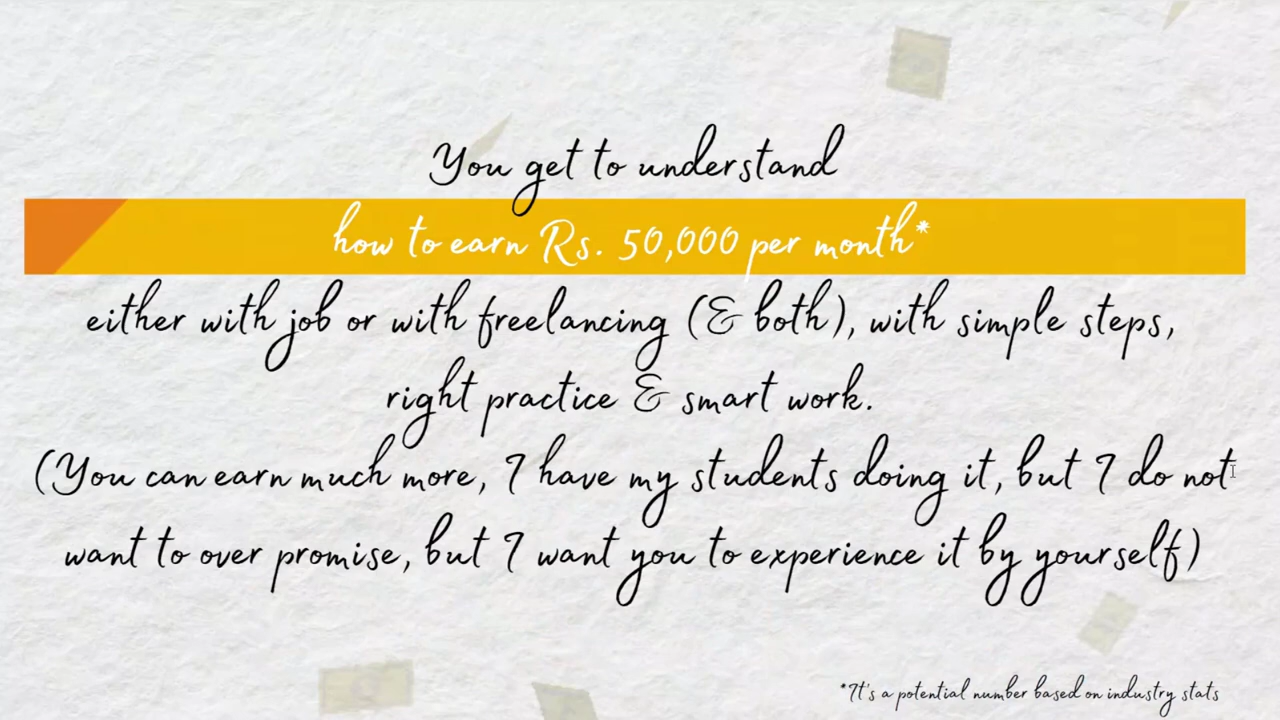 You get to understand
how to earn Rs. 50,000 per month*
either with job or with freelancing (& both), with simple steps,
right practice & smart work.
(You can earn much more, I have my students doing it, but I do not
want to over promise, but I want you to experience it by yourself)
*It's a potential number based on industry stats